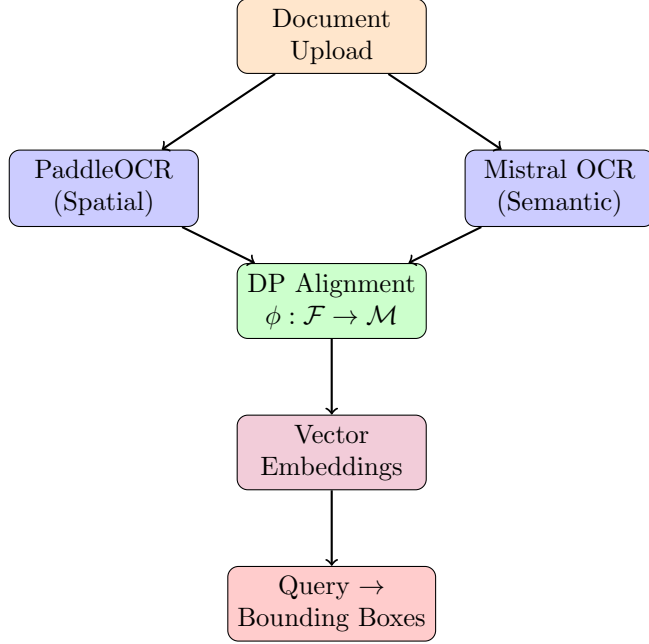 Document
Upload
PaddleOCR
(Spatial)
Mistral OCR
(Semantic)
DP Alignment
ϕ : ℱ → ℳ
Vector
Embeddings
Query →
Bounding Boxes